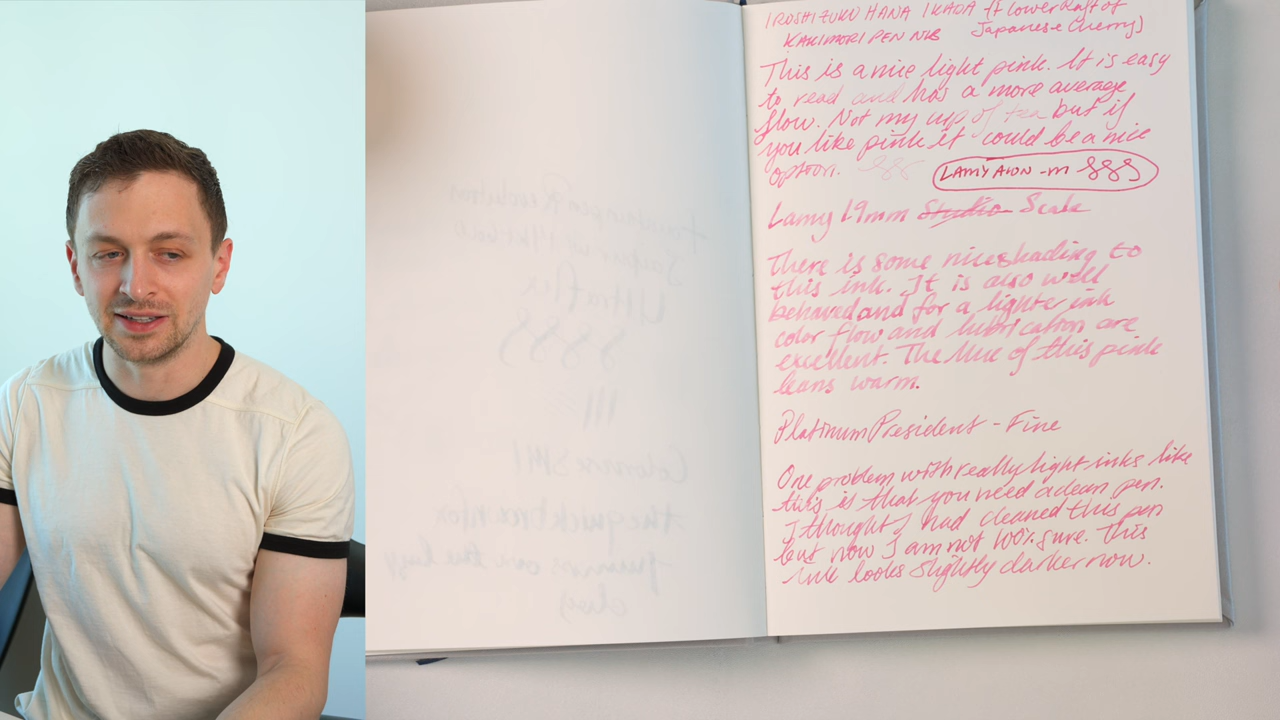 IROSHIZUKO HANA IKADA (Flower Raft of
KAKIMORI PEN NIB Japanese Cherry)
This is a nice light pink. It is easy
to read and has a more average
flow. Not my cup of tea but if
you like pink it could be a nice
option.
LAMY AION -m
Lamy 1.9mm Studio Scale
There is some nice shading to
this ink. It is also well
behaved and for a lighter ink
color flow and lubrication are
excellent. The hue of this pink
leans warm.
Platinum President - Fine
One problem with really light inks like
this is that you need a clean pen.
I thought I had cleaned this pen
but now I am not 100% sure. This
ink looks slightly darker now.